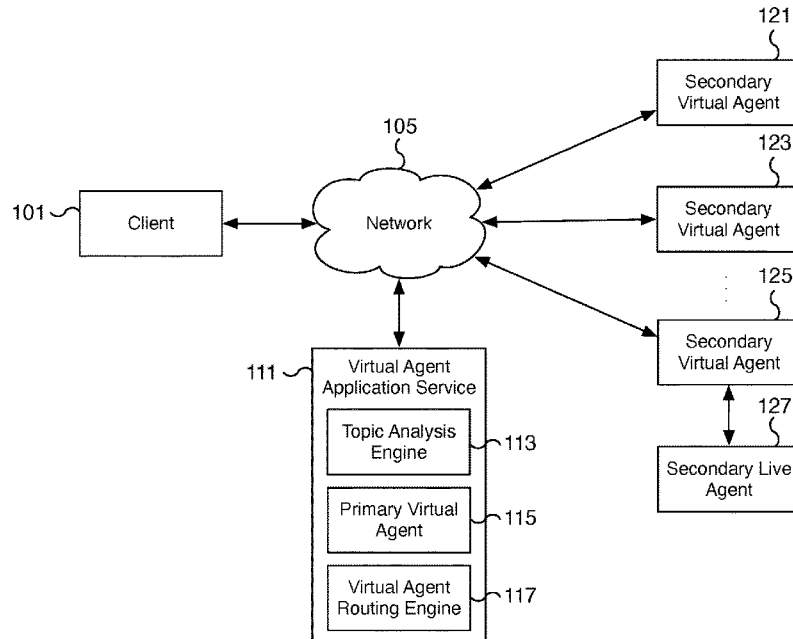 121
Secondary
Virtual Agent
105
123
101
Client
Network
Secondary
Virtual Agent
125
111
Virtual Agent
Application Service
Secondary
Virtual Agent
Topic Analysis
Engine
113
127
Secondary Live
Agent
Primary Virtual
Agent
115
Virtual Agent
Routing Engine
117